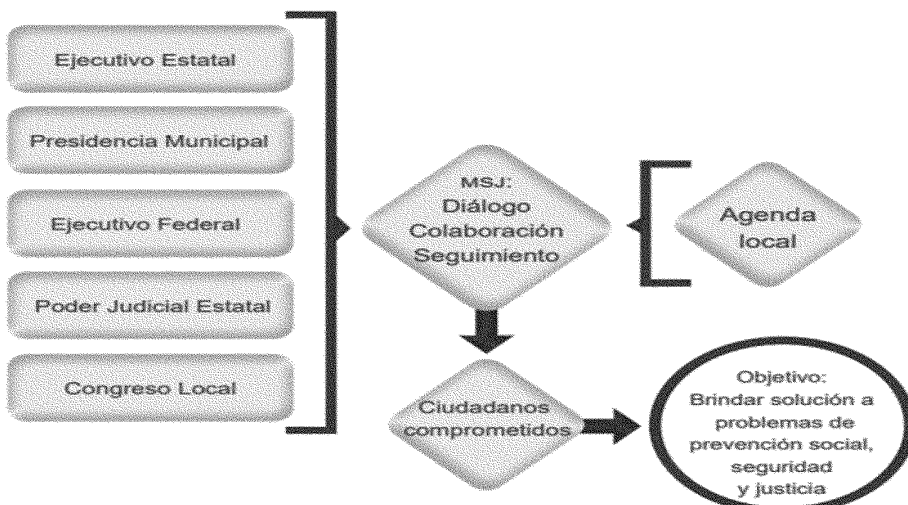 Ejecutivo Estatal
Presidencia Municipal
Ejecutivo Federal
Poder Judicial Estatal
Congreso Local
MSJ:
Diálogo
Colaboración
Seguimiento
Agenda
local
Ciudadanos
comprometidos
Objetivo:
Brindar solución a
problemas de
prevención social,
seguridad
y justicia